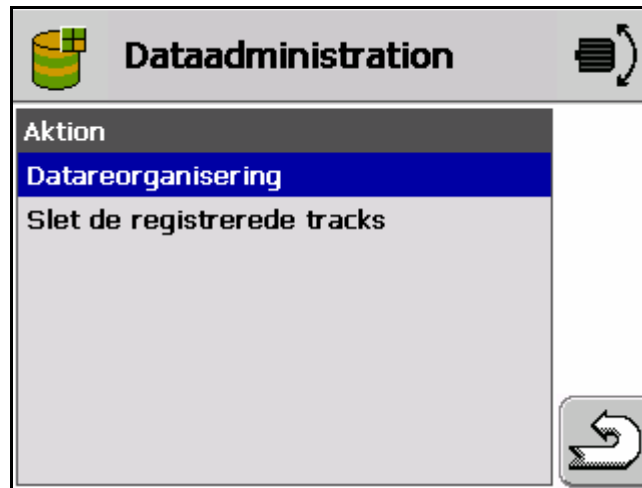 Dataadministration
Aktion
Datareorganisering
Slet de registrerede tracks